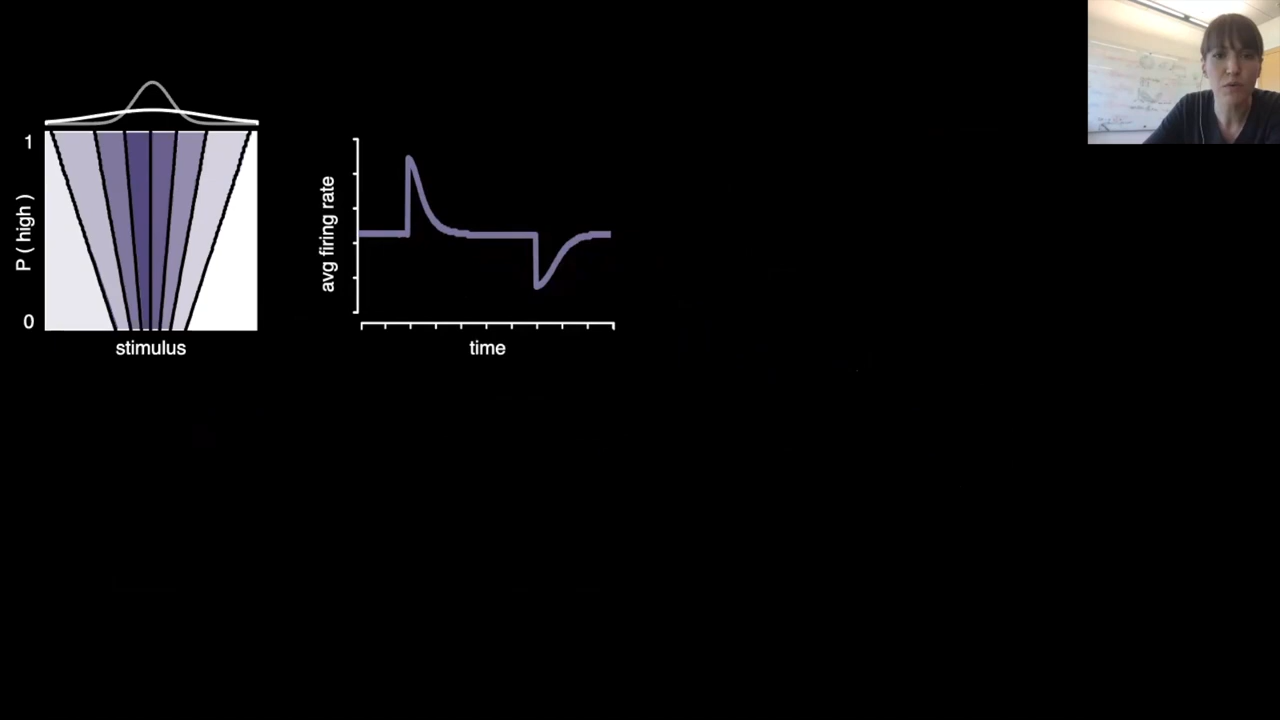 1
P ( high )
0
stimulus
avg firing rate
time